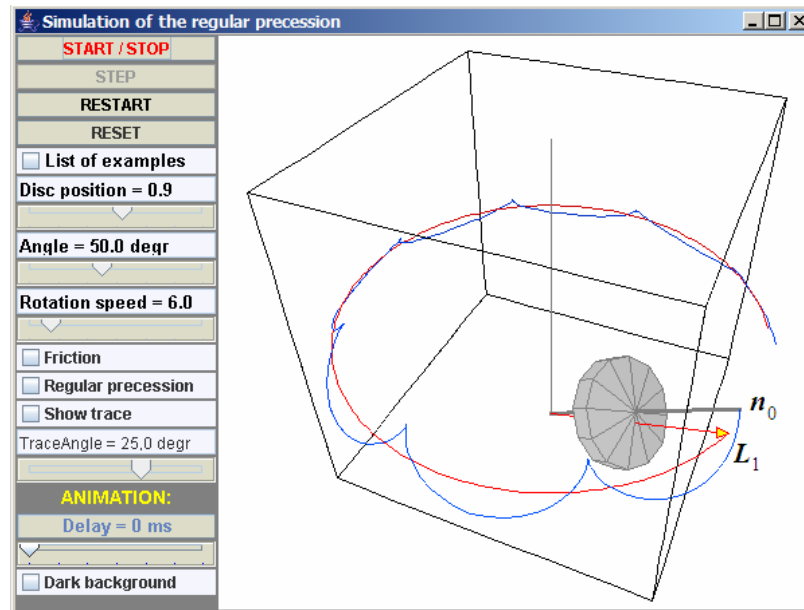 Simulation of the regular precession
START / STOP
STEP
RESTART
RESET
List of examples
Disc position = 0.9
Angle = 50.0 degr
Rotation speed = 6.0
Friction
Regular precession
Show trace
TraceAngle = 25,0 degr
ANIMATION:
Delay = 0 ms
Dark background
n₀
L₁